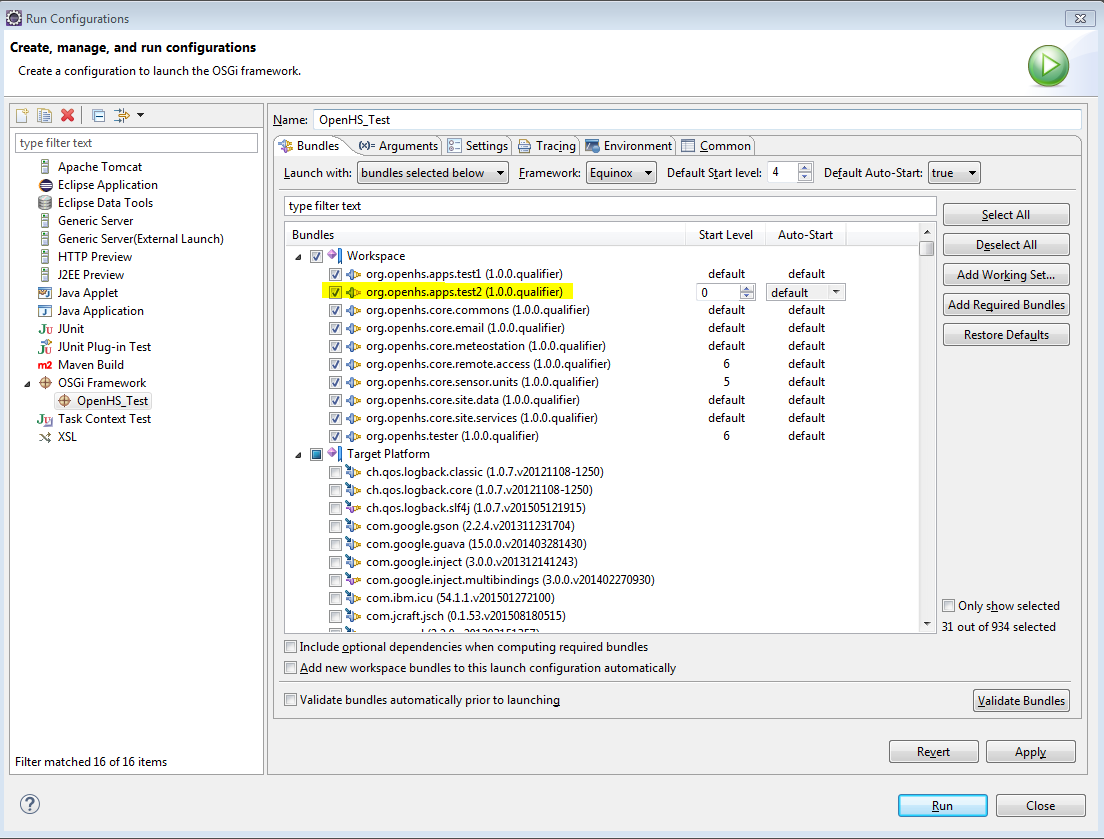 Run Configurations
Create, manage, and run configurations
Create a configuration to launch the OSGi framework.
type filter text
Apache Tomcat
Eclipse Application
Eclipse Data Tools
Generic Server
Generic Server(External Launch)
HTTP Preview
J2EE Preview
Java Applet
Java Application
Ju JUnit
JUnit Plug-in Test
m2 Maven Build
OSGi Framework
OpenHS_Test
Task Context Test
XSL
Filter matched 16 of 16 items
Name: OpenHS_Test
Bundles (x)= Arguments Settings Tracing Environment Common
Launch with: bundles selected below Framework: Equinox Default Start level: 4 Default Auto-Start: true
type filter text
Bundles Start Level Auto-Start
Workspace
org.openhs.apps.test1 (1.0.0.qualifier) default default
org.openhs.apps.test2 (1.0.0.qualifier) 0 default
org.openhs.core.commons (1.0.0.qualifier) default default
org.openhs.core.email (1.0.0.qualifier) default default
org.openhs.core.meteostation (1.0.0.qualifier) default default
org.openhs.core.remote.access (1.0.0.qualifier) 6 default
org.openhs.core.sensor.units (1.0.0.qualifier) 5 default
org.openhs.core.site.data (1.0.0.qualifier) default default
org.openhs.core.site.services (1.0.0.qualifier) default default
org.openhs.tester (1.0.0.qualifier) 6 default
Target Platform
ch.qos.logback.classic (1.0.7.v20121108-1250)
ch.qos.logback.core (1.0.7.v20121108-1250)
ch.qos.logback.slf4j (1.0.7.v201505121915)
com.google.gson (2.2.4.v201311231704)
com.google.guava (15.0.0.v201403281430)
com.google.inject (3.0.0.v201312141243)
com.google.inject.multibindings (3.0.0.v201402270930)
com.ibm.icu (54.1.1.v201501272100)
com.jcraft.jsch (0.1.53.v201508180515)
Select All
Deselect All
Add Working Set...
Add Required Bundles
Restore Defaults
Only show selected
31 out of 934 selected
Include optional dependencies when computing required bundles
Add new workspace bundles to this launch configuration automatically
Validate bundles automatically prior to launching
Validate Bundles
Revert Apply
? Run Close